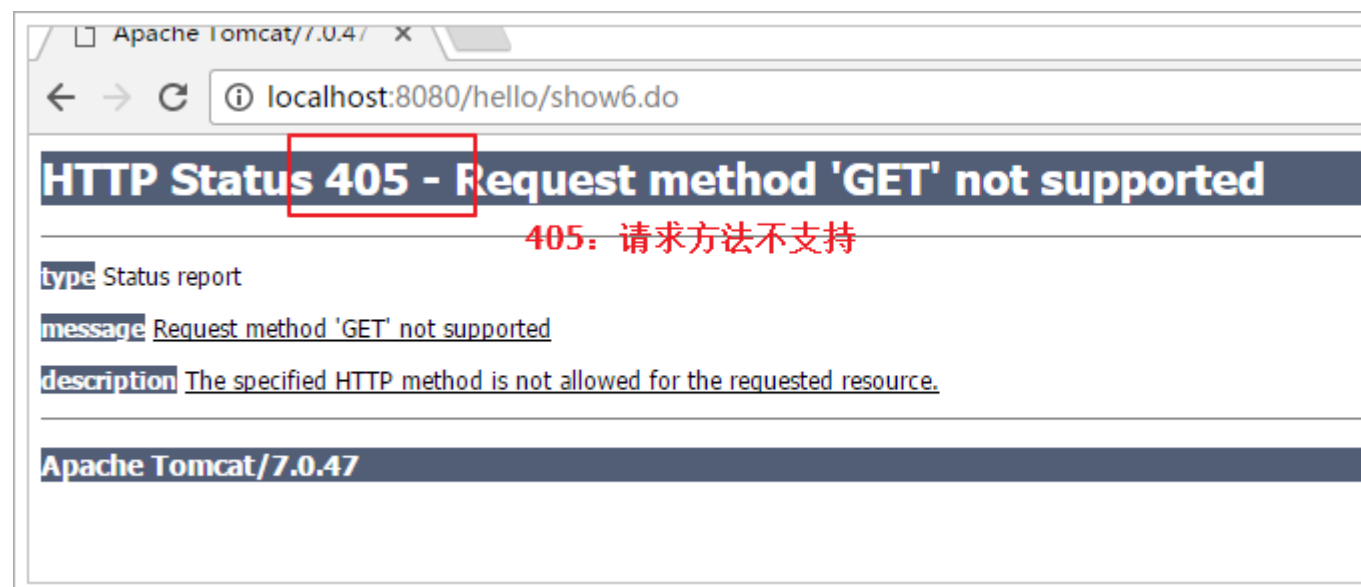 Apache Tomcat/7.0.47
localhost:8080/hello/show6.do
HTTP Status 405 - Request method 'GET' not supported
405：请求方法不支持
type Status report
message Request method 'GET' not supported
description The specified HTTP method is not allowed for the requested resource.
Apache Tomcat/7.0.47